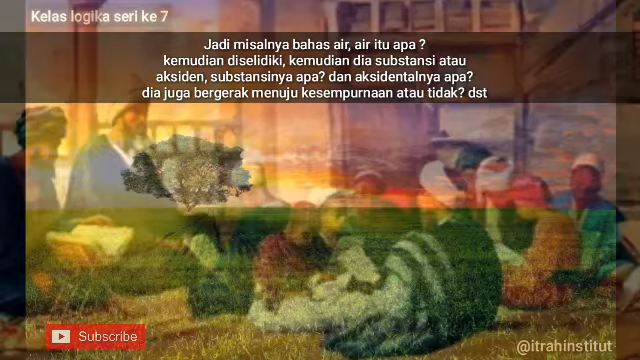 Kelas logika seri ke 7
Jadi misalnya bahas air, air itu apa ?
kemudian diselidiki, kemudian dia substansi atau
aksiden, substansinya apa? dan aksidentalnya apa?
dia juga bergerak menuju kesempurnaan atau tidak? dst
Subscribe
@itrahinstitut